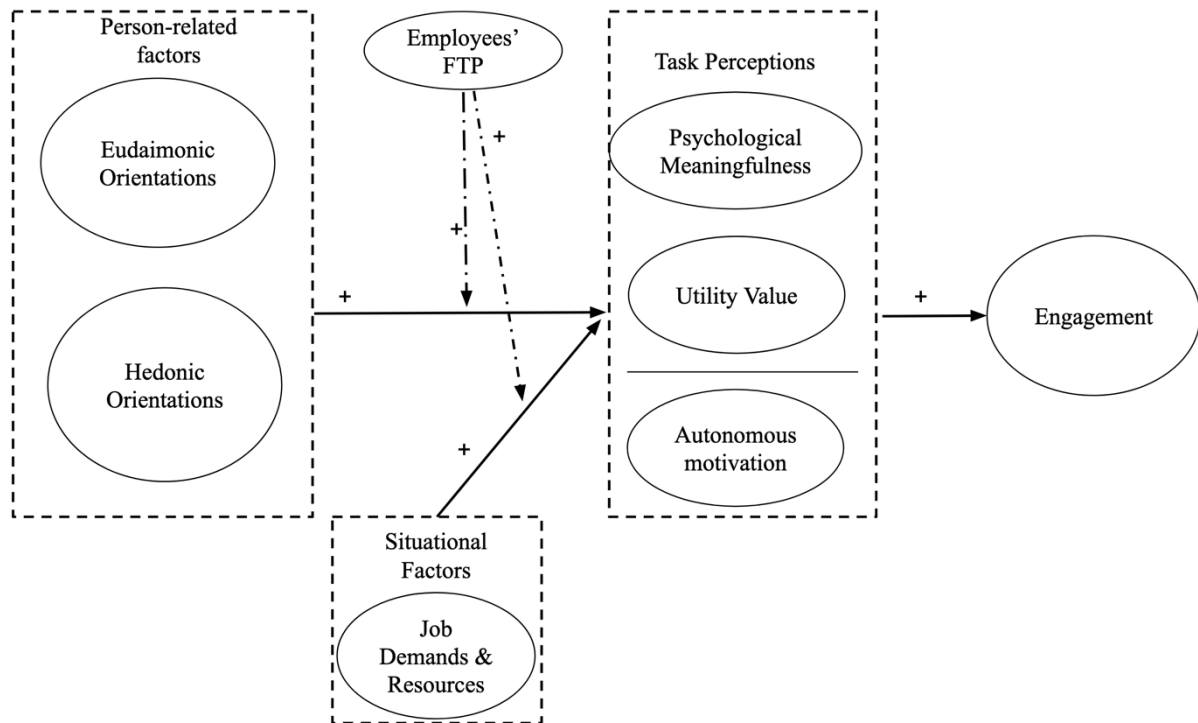 Person-related
factors
Eudaimonic
Orientations
Hedonic
Orientations
Employees’
FTP
+
+
+
+
Situational
Factors
Job
Demands &
Resources
Task Perceptions
Psychological
Meaningfulness
Utility Value
Autonomous
motivation
+
Engagement